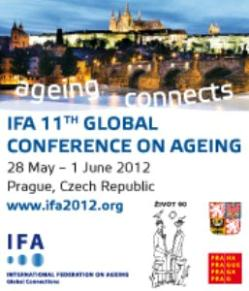 ageing connects
IFA 11TH GLOBAL
CONFERENCE ON AGEING
28 May – 1 June 2012
Prague, Czech Republic
www.ifa2012.org
ŽIVOT 90
IFA
INTERNATIONAL FEDERATION ON AGEING
Global Connections
PRAHA
PRAGUE
PRAGA
PRAG